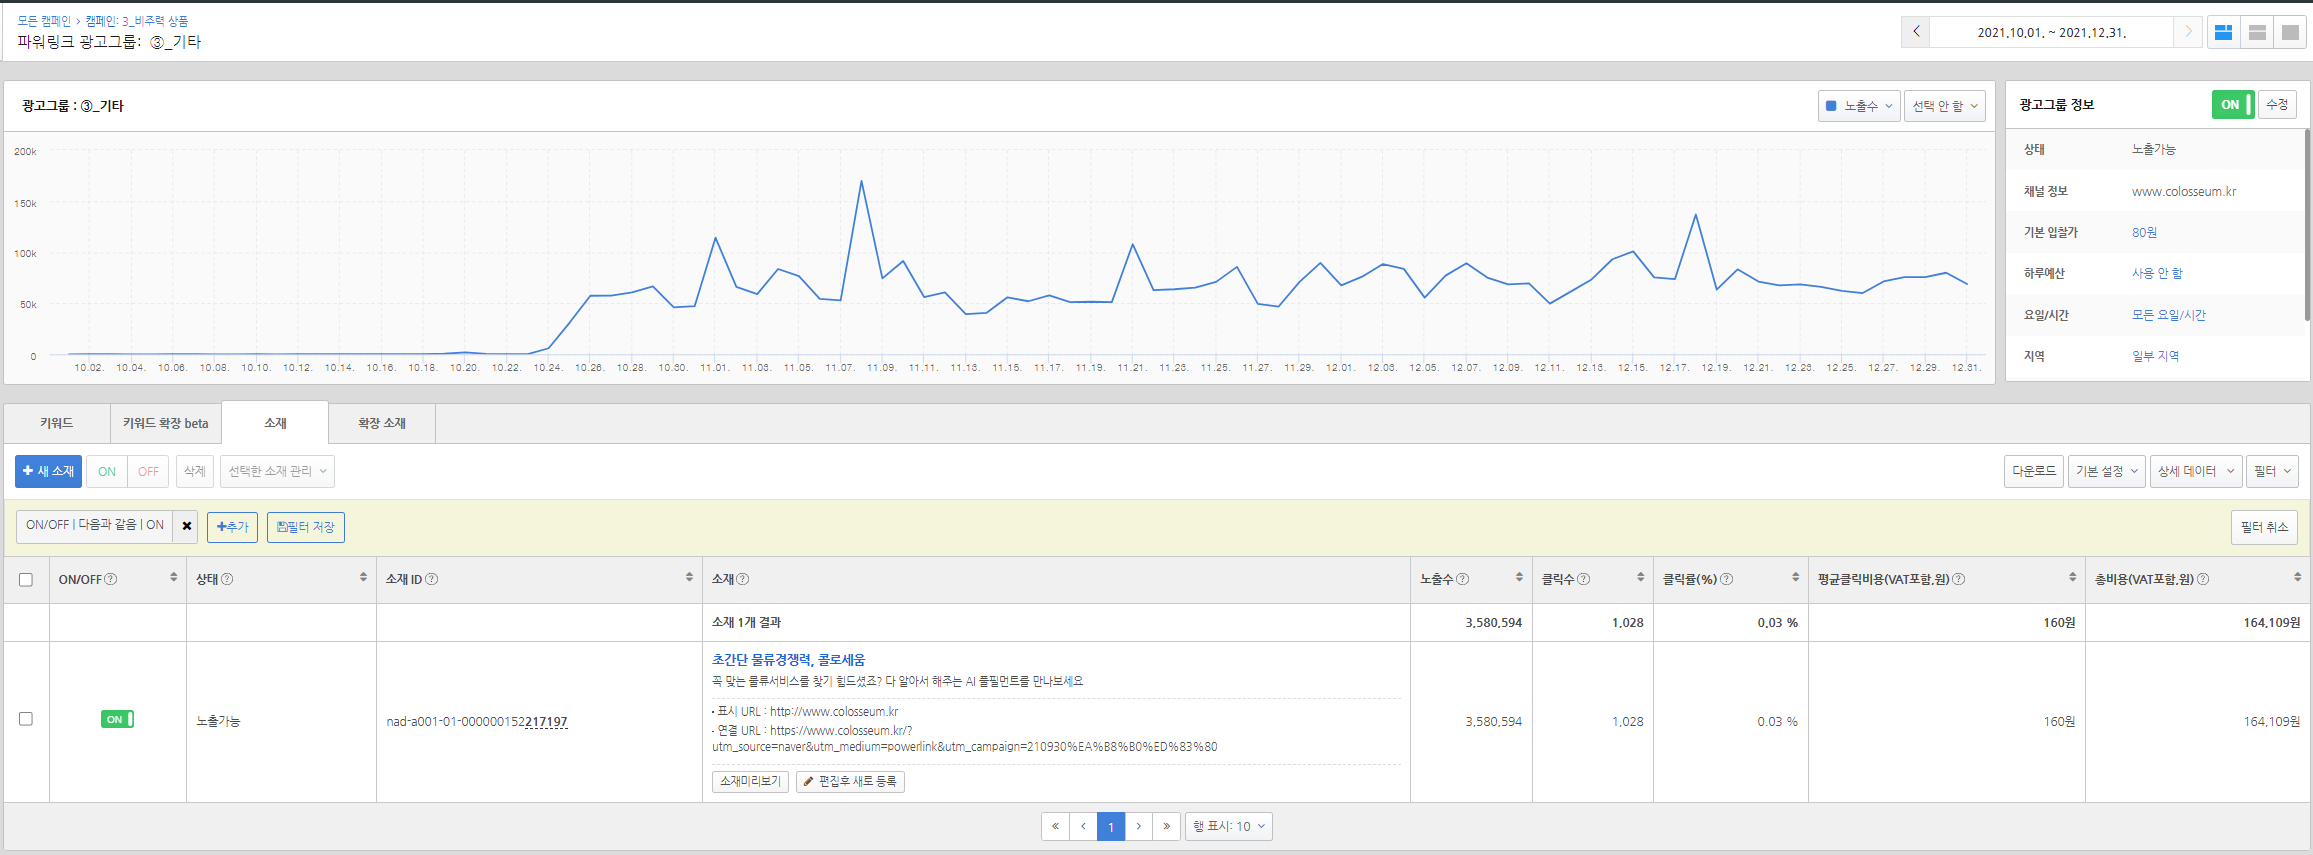 모든 캠페인 > 캠페인: 3_비주력 상품
파워링크 광고그룹: ③_기타
2021.10.01. ~ 2021.12.31.
광고그룹 : ③_기타
노출수
선택 안 함
200k
150k
100k
50k
0
10.02. 10.04. 10.06. 10.08. 10.10. 10.12. 10.14. 10.16. 10.18. 10.20. 10.22. 10.24. 10.26. 10.28. 10.30. 11.01. 11.03. 11.05. 11.07. 11.09. 11.11. 11.13. 11.15. 11.17. 11.19. 11.21. 11.23. 11.25. 11.27. 11.29. 12.01. 12.03. 12.05. 12.07. 12.09. 12.11. 12.13. 12.15. 12.17. 12.19. 12.21. 12.23. 12.25. 12.27. 12.29. 12.31.
광고그룹 정보 ON 수정
상태 노출가능
채널 정보 www.colosseum.kr
기본 입찰가 80원
하루예산 사용 안 함
요일/시간 모든 요일/시간
지역 일부 지역
키워드 키워드 확장 beta 소재 확장 소재
+ 새 소재 ON OFF 삭제 선택한 소재 관리 다운로드 기본 설정 상세 데이터 필터
ON/OFF | 다음과 같음 | ON ✖ +추가 필터 저장 필터 취소
ON/OFF 상태 소재 ID 소재 노출수 클릭수 클릭률(%) 평균클릭비용(VAT포함,원) 총비용(VAT포함,원)
소재 1개 결과 3,580,594 1,028 0.03 % 160원 164,109원
초간단 물류경쟁력, 콜로세움
꼭 맞는 물류서비스를 찾기 힘드셨죠? 다 알아서 해주는 AI 풀필먼트를 만나보세요
· 표시 URL : http://www.colosseum.kr
ON 노출가능 nad-a001-01-000000152217197 3,580,594 1,028 0.03 % 160원 164,109원
· 연결 URL : https://www.colosseum.kr/?
utm_source=naver&utm_medium=powerlink&utm_campaign=210930%EA%B8%B0%ED%83%80
소재미리보기 편집후 새로 등록
« ‹ 1 › » 행 표시: 10